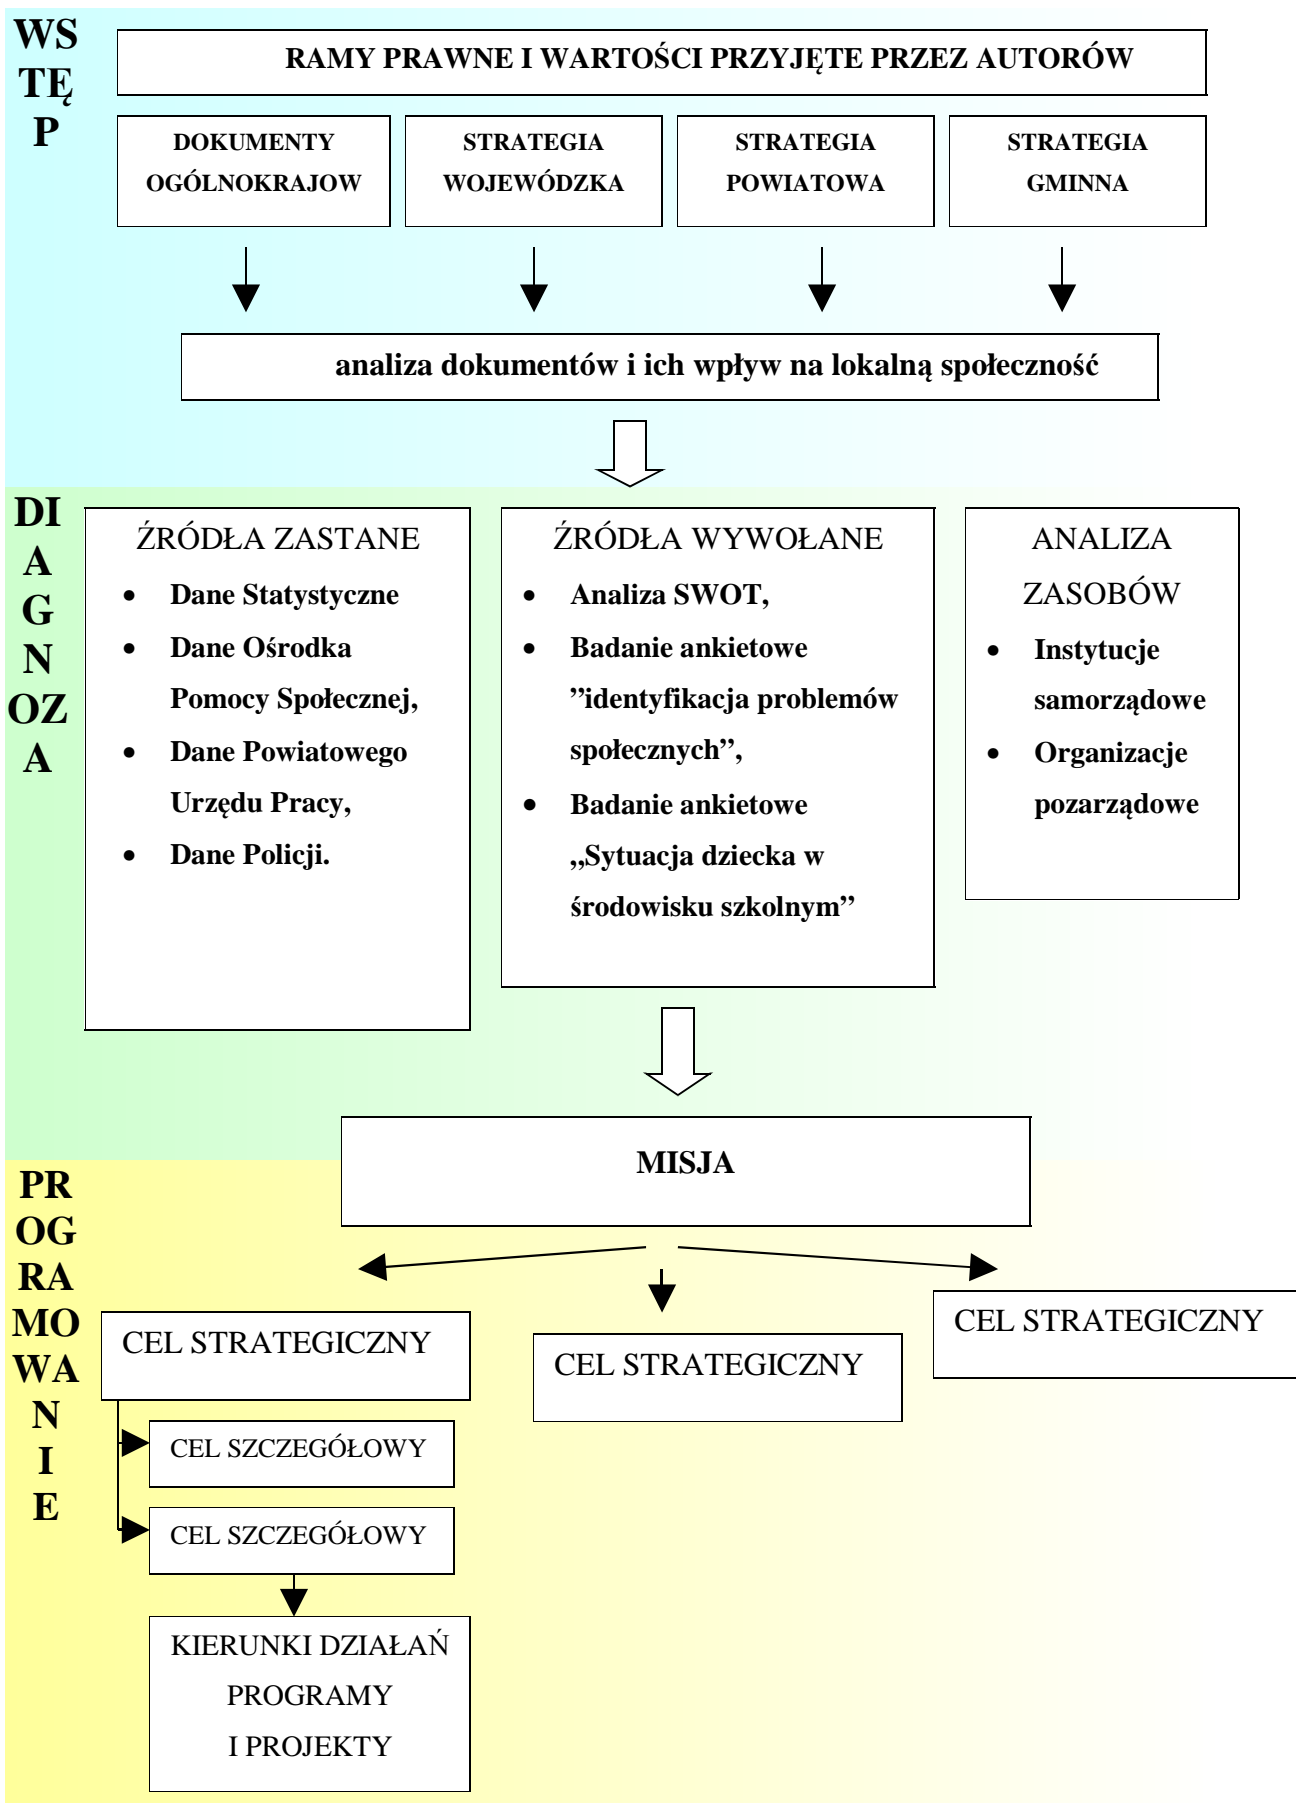 WS
TĘ
P
RAMY PRAWNE I WARTOŚCI PRZYJĘTE PRZEZ AUTORÓW
DOKUMENTY
OGÓLNOKRAJOW
STRATEGIA
WOJEWÓDZKA
STRATEGIA
POWIATOWA
STRATEGIA
GMINNA
analiza dokumentów i ich wpływ na lokalną społeczność
DI
A
G
N
OZ
A
ŹRÓDŁA ZASTANE
• Dane Statystyczne
• Dane Ośrodka
Pomocy Społecznej,
• Dane Powiatowego
Urzędu Pracy,
• Dane Policji.
ŹRÓDŁA WYWOŁANE
• Analiza SWOT,
• Badanie ankietowe
”identyfikacja problemów
społecznych”,
• Badanie ankietowe
„Sytuacja dziecka w
środowisku szkolnym”
ANALIZA
ZASOBÓW
• Instytucje
samorządowe
• Organizacje
pozarządowe
MISJA
PR
OG
RA
MO
WA
N
I
E
CEL STRATEGICZNY
CEL STRATEGICZNY
CEL STRATEGICZNY
CEL SZCZEGÓŁOWY
CEL SZCZEGÓŁOWY
KIERUNKI DZIAŁAŃ
PROGRAMY
I PROJEKTY